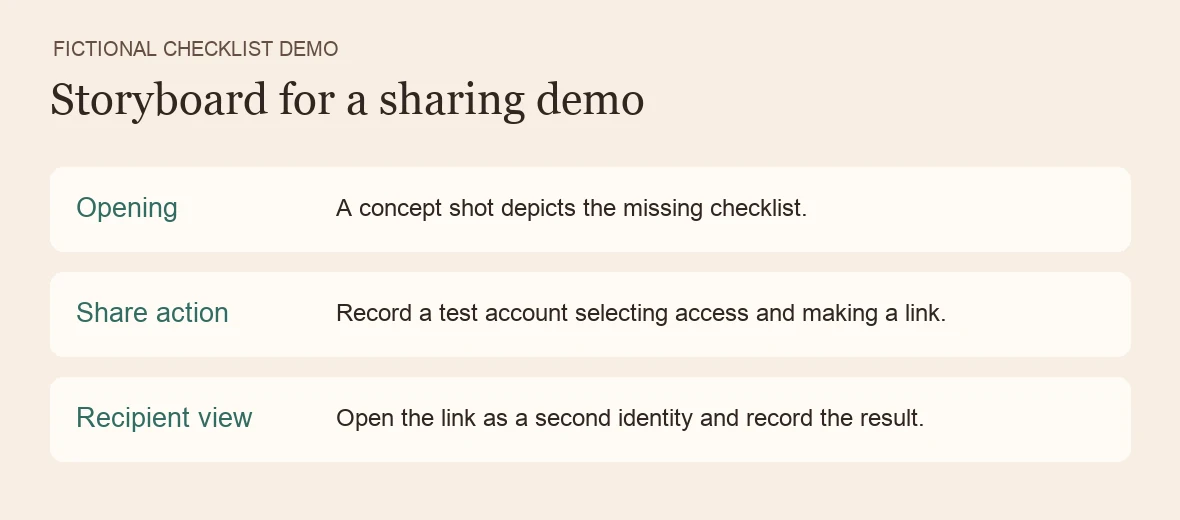 FICTIONAL CHECKLIST DEMO
Storyboard for a sharing demo
Opening
A concept shot depicts the missing checklist.
Share action
Record a test account selecting access and making a link.
Recipient view
Open the link as a second identity and record the result.